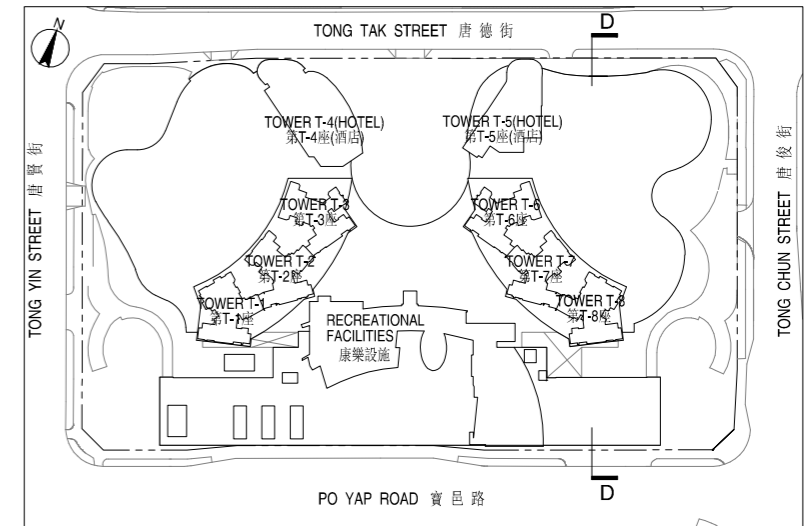 TONG TAK STREET 唐德街
D
N
TOWER T-4(HOTEL)
第T-4座(酒店)
TOWER T-5(HOTEL)
第T-5座(酒店)
TONG YIN STREET 唐賢街
TONG CHUN STREET 唐俊街
TOWER T-3
第T-3座
TOWER T-6
第T-6座
TOWER T-2
第T-2座
TOWER T-7
第T-7座
TOWER T-1
第T-1座
TOWER T-8
第T-8座
RECREATIONAL
FACILITIES
康樂設施
D
PO YAP ROAD 寶邑路